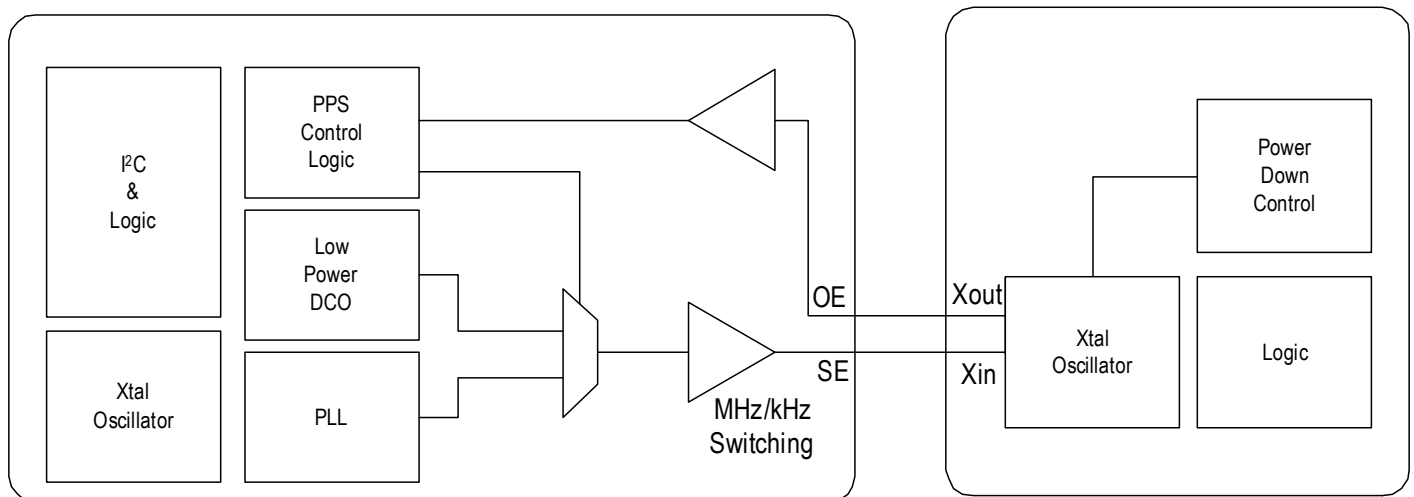 I²C
&
Logic
PPS
Control
Logic
Low
Power
DCO
Xtal
Oscillator
PLL
OE
SE
MHz/kHz
Switching
Xout
Xin
Power
Down
Control
Xtal
Oscillator
Logic